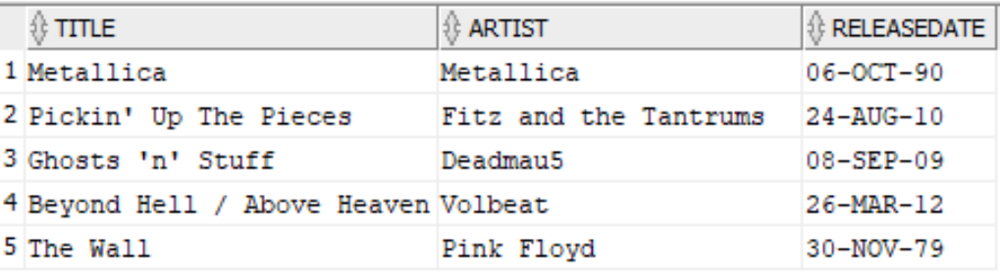 TITLE ARTIST RELEASEDATE
1 Metallica Metallica 06-OCT-90
2 Pickin' Up The Pieces Fitz and the Tantrums 24-AUG-10
3 Ghosts 'n' Stuff Deadmau5 08-SEP-09
4 Beyond Hell / Above Heaven Volbeat 26-MAR-12
5 The Wall Pink Floyd 30-NOV-79